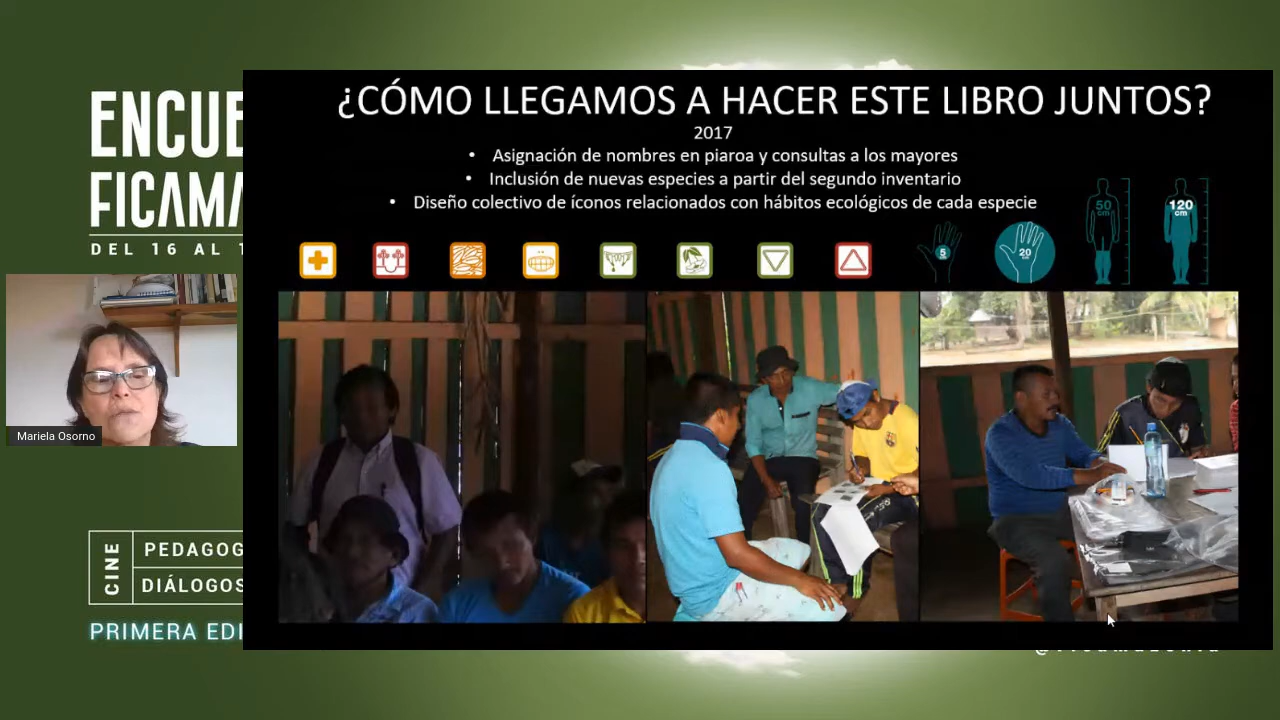 ENCUE
FICAMA
DEL 16 AL 1
Mariela Osorno
CINE
PEDAGOG
DIÁLOGOS
PRIMERA EDI
¿CÓMO LLEGAMOS A HACER ESTE LIBRO JUNTOS?
2017
• Asignación de nombres en piaroa y consultas a los mayores
• Inclusión de nuevas especies a partir del segundo inventario
• Diseño colectivo de íconos relacionados con hábitos ecológicos de cada especie
5
20
50
cm
120
cm